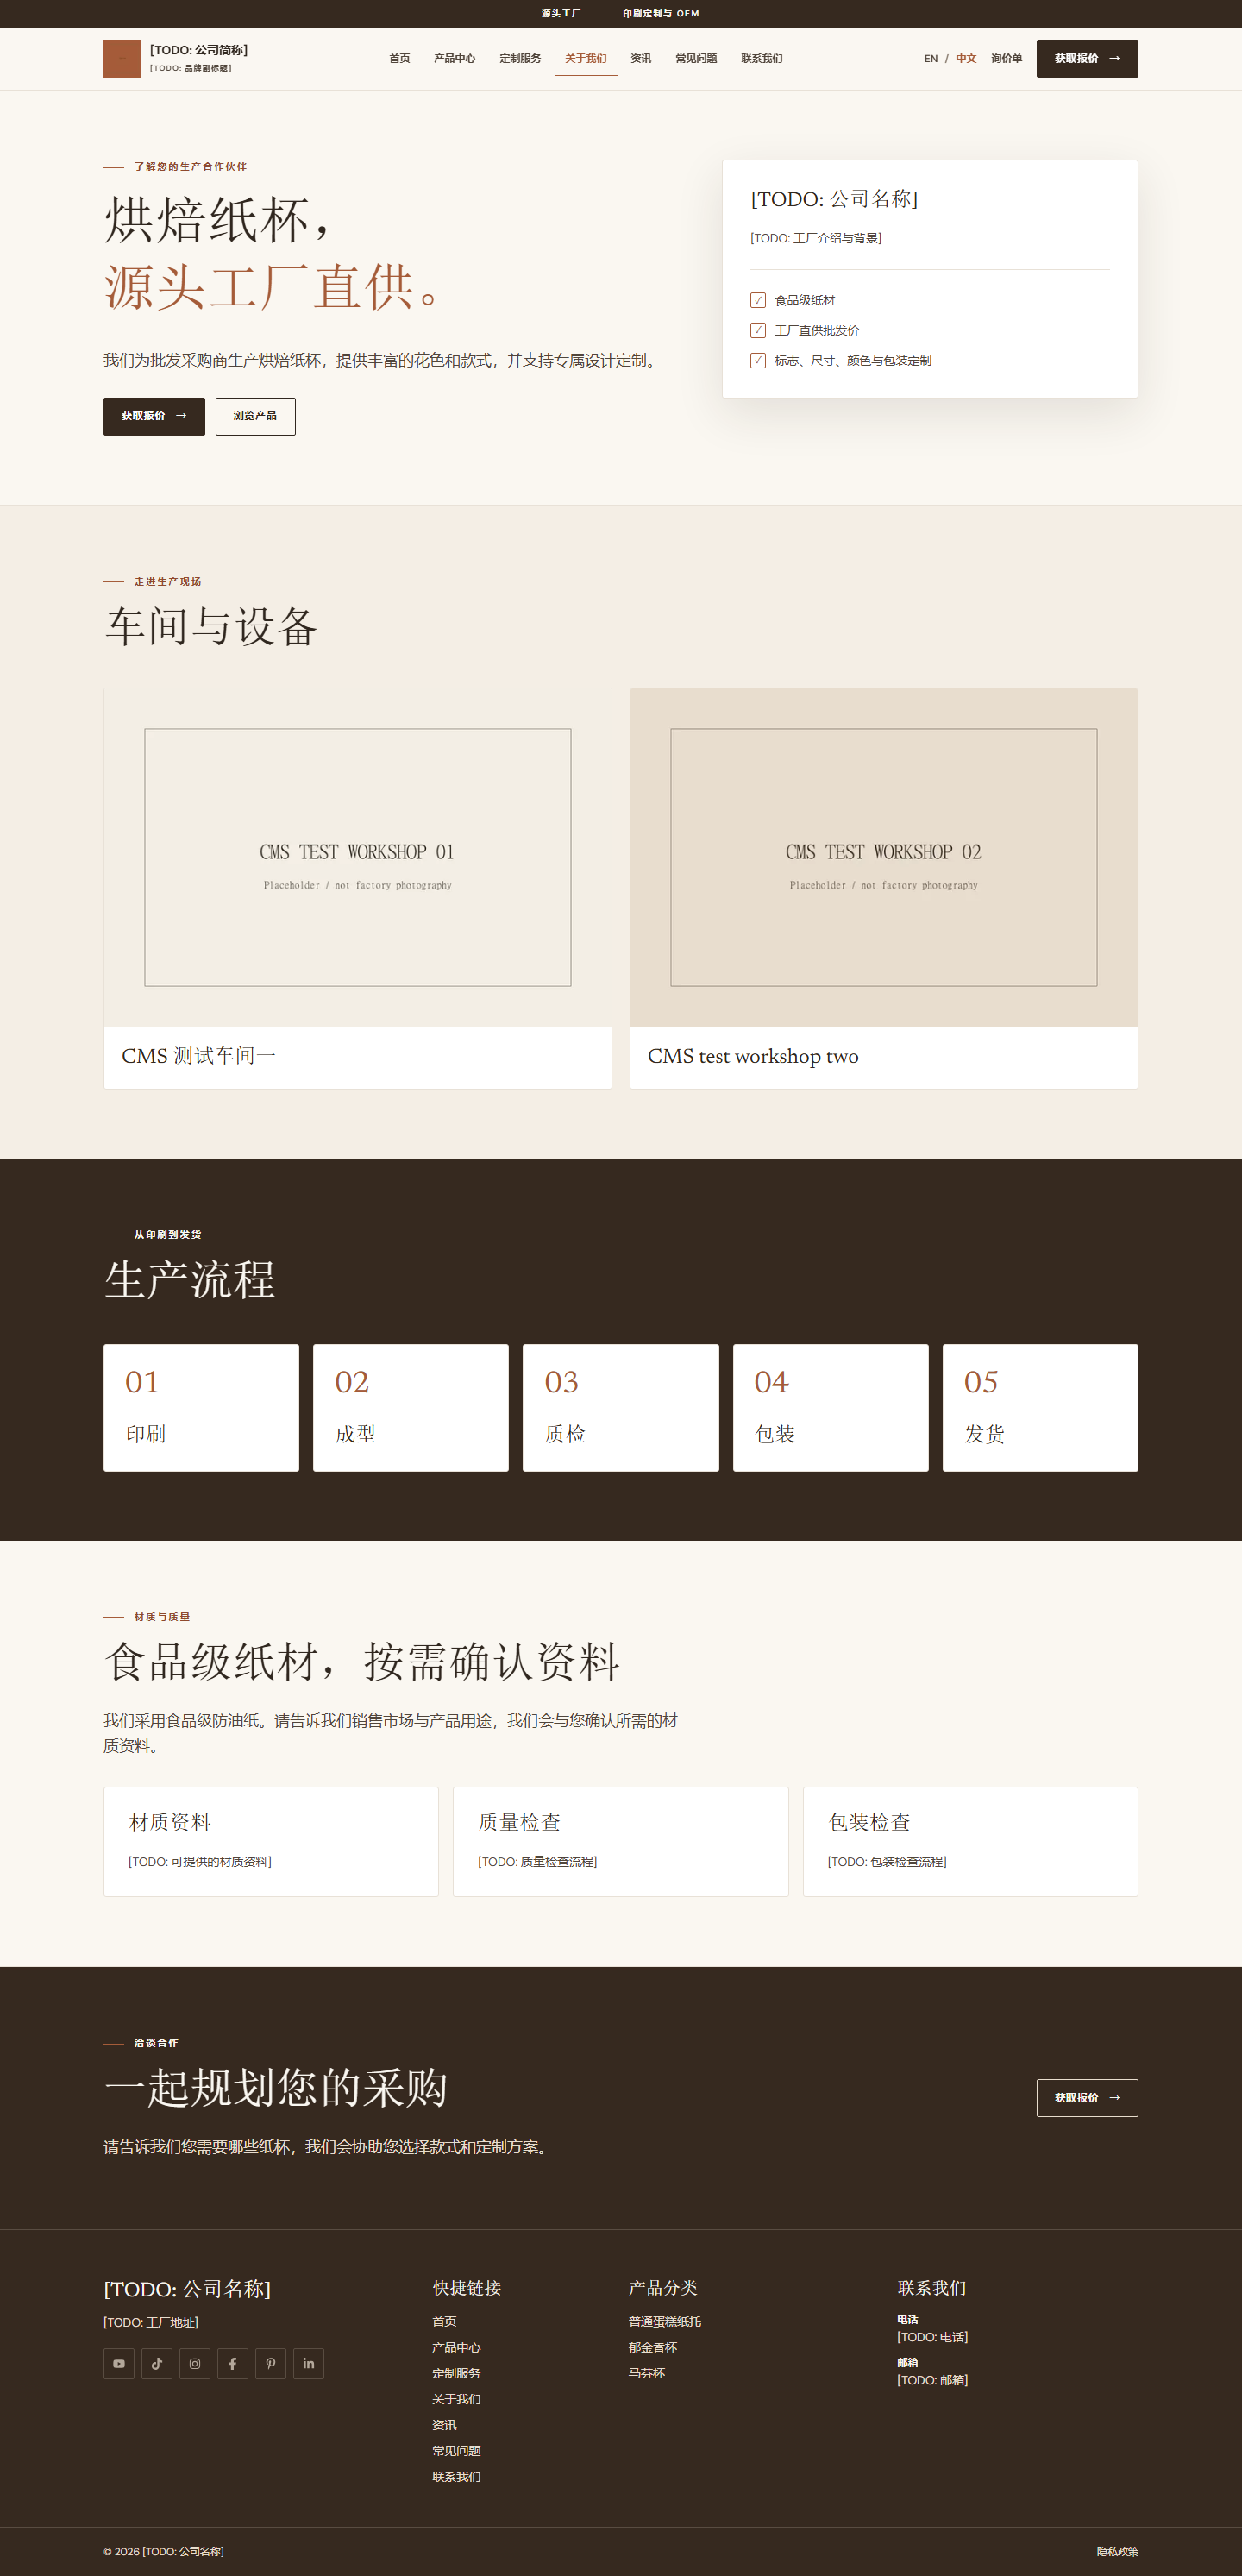 源头工厂
印刷定制与 OEM
[TODO: 公司简称]
[TODO: 品牌副标题]
首页
产品中心
定制服务
关于我们
资讯
常见问题
联系我们
EN / 中文
询价单
获取报价 →
了解您的生产合作伙伴
烘焙纸杯，
源头工厂直供。
我们为批发采购商生产烘焙纸杯，提供丰富的花色和款式，并支持专属设计定制。
获取报价 →
浏览产品
[TODO: 公司名称]
[TODO: 工厂介绍与背景]
食品级纸材
工厂直供批发价
标志、尺寸、颜色与包装定制
走进生产现场
车间与设备
CMS TEST WORKSHOP 01
Placeholder / not factory photography
CMS 测试车间一
CMS TEST WORKSHOP 02
Placeholder / not factory photography
CMS test workshop two
从印刷到发货
生产流程
01
印刷
02
成型
03
质检
04
包装
05
发货
材质与质量
食品级纸材，按需确认资料
我们采用食品级防油纸。请告诉我们销售市场与产品用途，我们会与您确认所需的材
质资料。
材质资料
[TODO: 可提供的材质资料]
质量检查
[TODO: 质量检查流程]
包装检查
[TODO: 包装检查流程]
洽谈合作
一起规划您的采购
请告诉我们您需要哪些纸杯，我们会协助您选择款式和定制方案。
获取报价 →
[TODO: 公司名称]
[TODO: 工厂地址]
快捷链接
首页
产品中心
定制服务
关于我们
资讯
常见问题
联系我们
产品分类
普通蛋糕纸托
郁金香杯
马芬杯
联系我们
电话
[TODO: 电话]
邮箱
[TODO: 邮箱]
© 2026 [TODO: 公司名称]
隐私政策